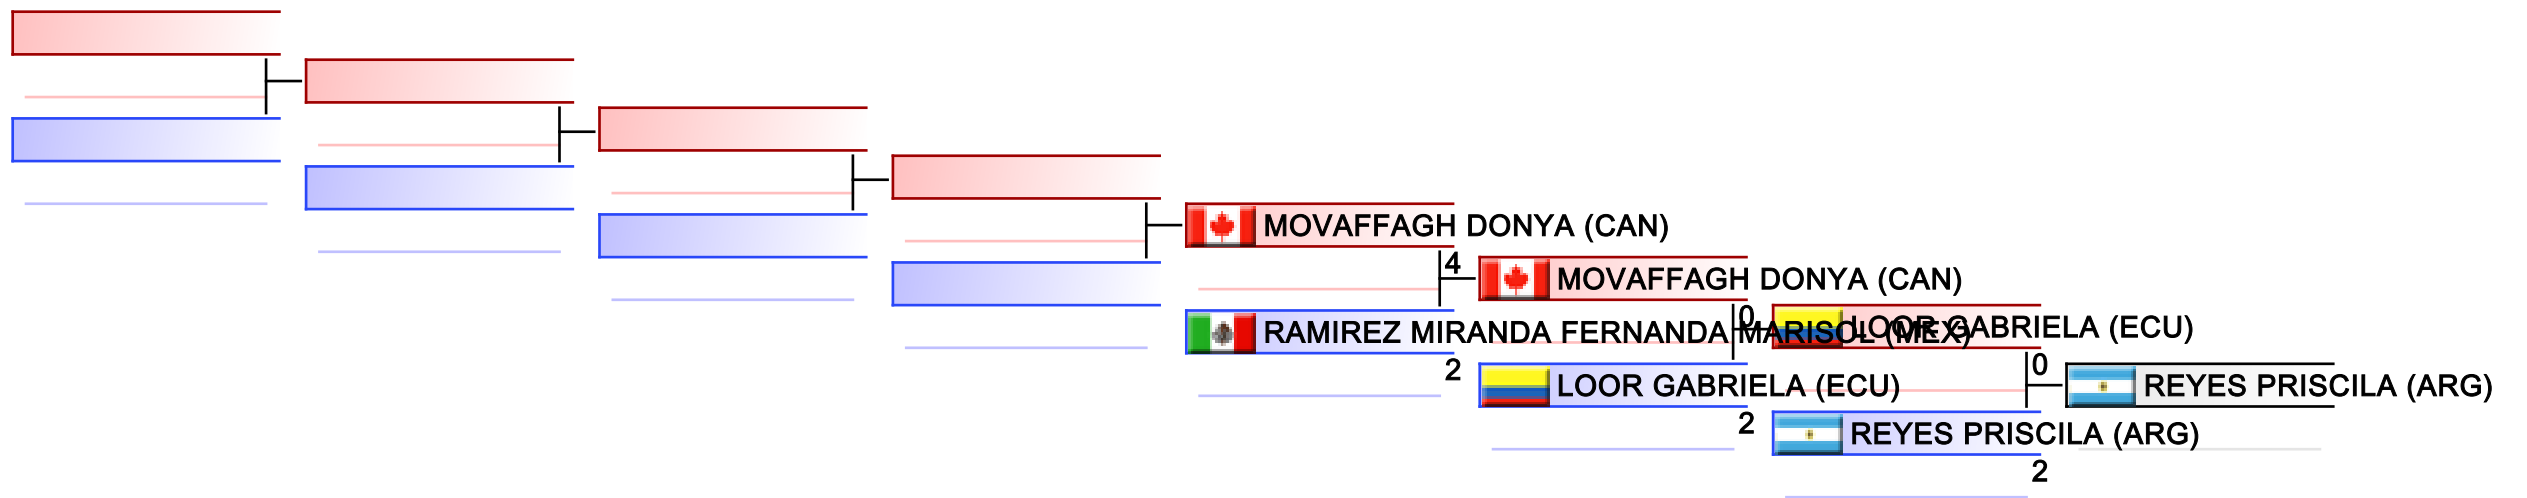 MOVAFFAGH DONYA (CAN)
4
MOVAFFAGH DONYA (CAN)
RAMIREZ MIRANDA FERNANDA MARISOL (MEX)
2
0
LOOR GABRIELA (ECU)
LOOR GABRIELA (ECU)
2
0
REYES PRISCILA (ARG)
REYES PRISCILA (ARG)
2